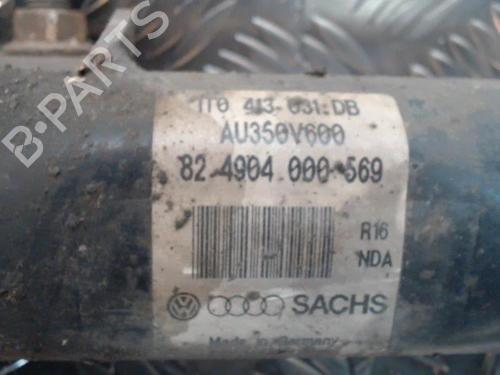 B-PARTS
1T0 413 031 DB
AU350V600
82 4904 000 569
R16
NDA
SACHS
Made in Germany